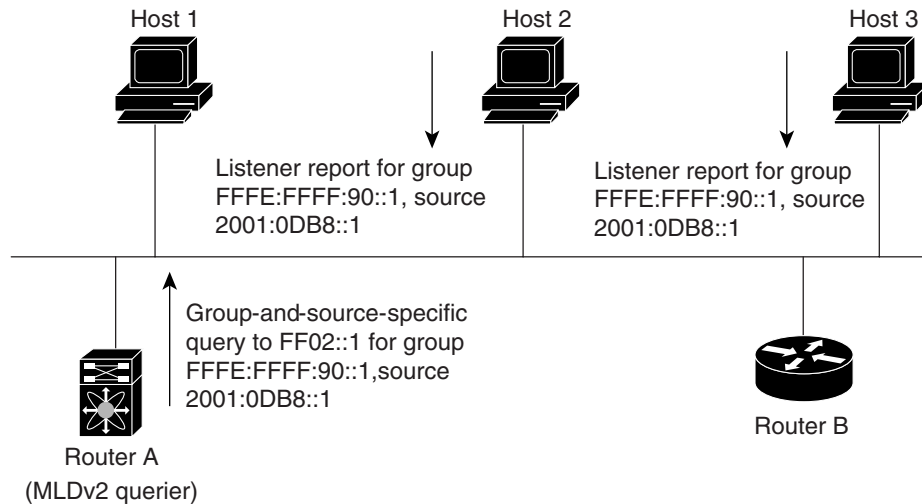 Host 1
Host 2
Host 3
Listener report for group
FFFE:FFFF:90::1, source
2001:0DB8::1
Listener report for group
FFFE:FFFF:90::1, source
2001:0DB8::1
Group-and-source-specific
query to FF02::1 for group
FFFE:FFFF:90::1,source
2001:0DB8::1
Router A
(MLDv2 querier)
Router B